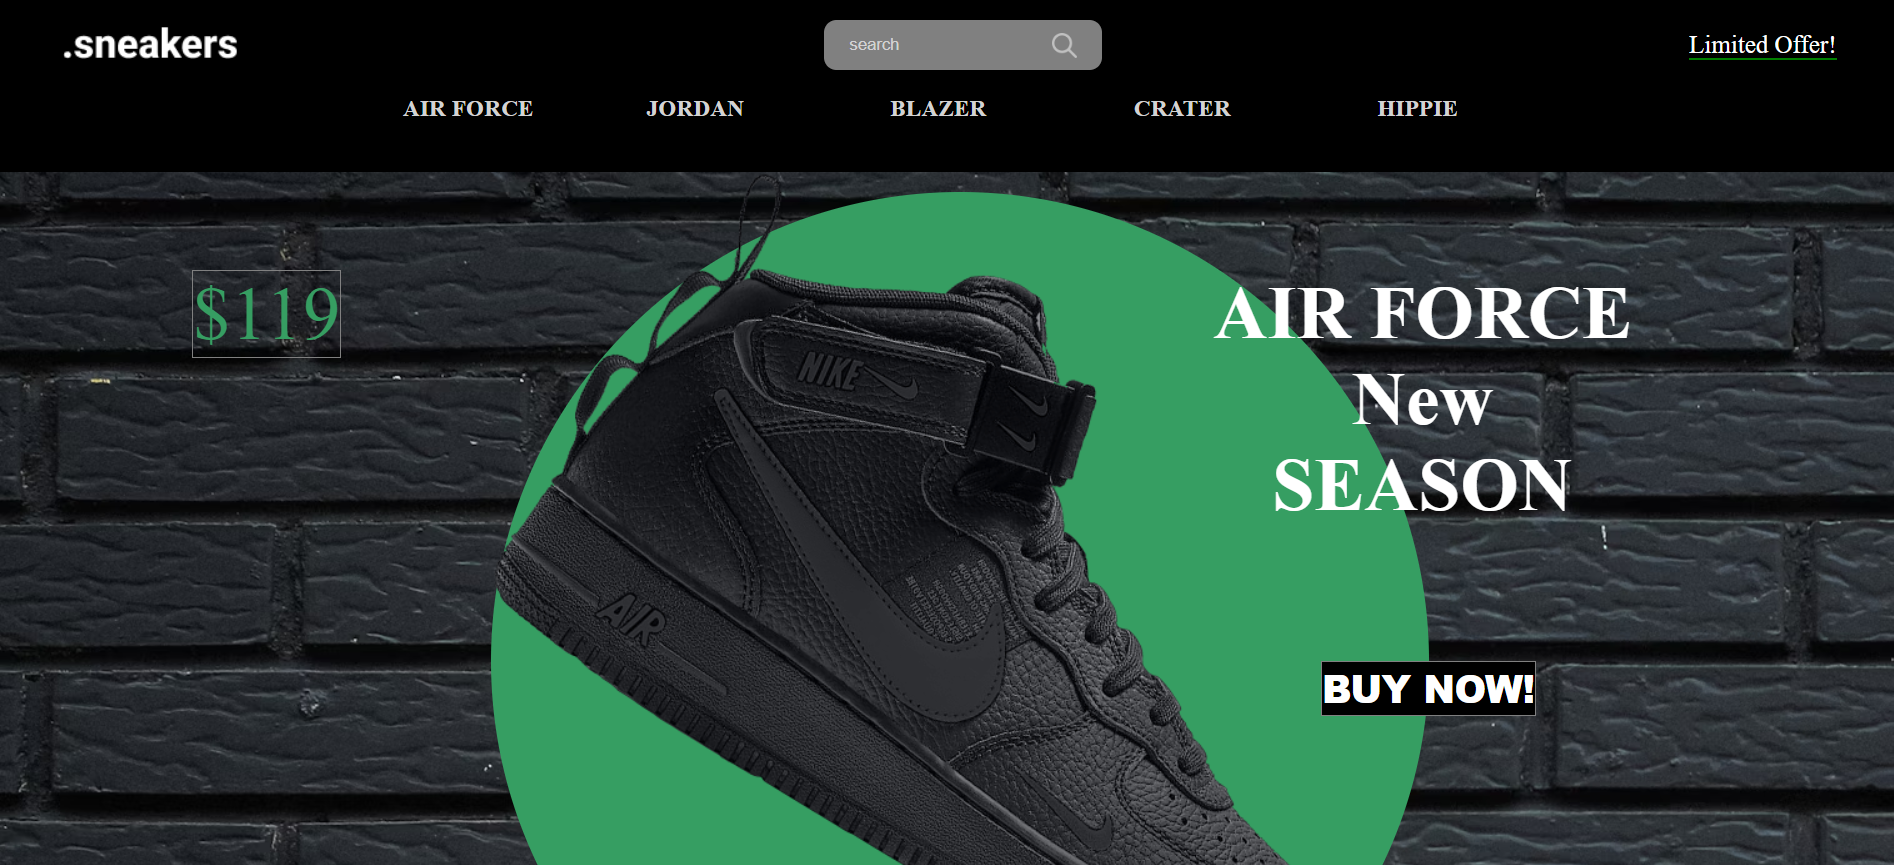 .sneakers
search
Limited Offer!
AIR FORCE JORDAN BLAZER CRATER HIPPIE
$119
AIR FORCE
New
SEASON
NIKE
AIR
BUY NOW!